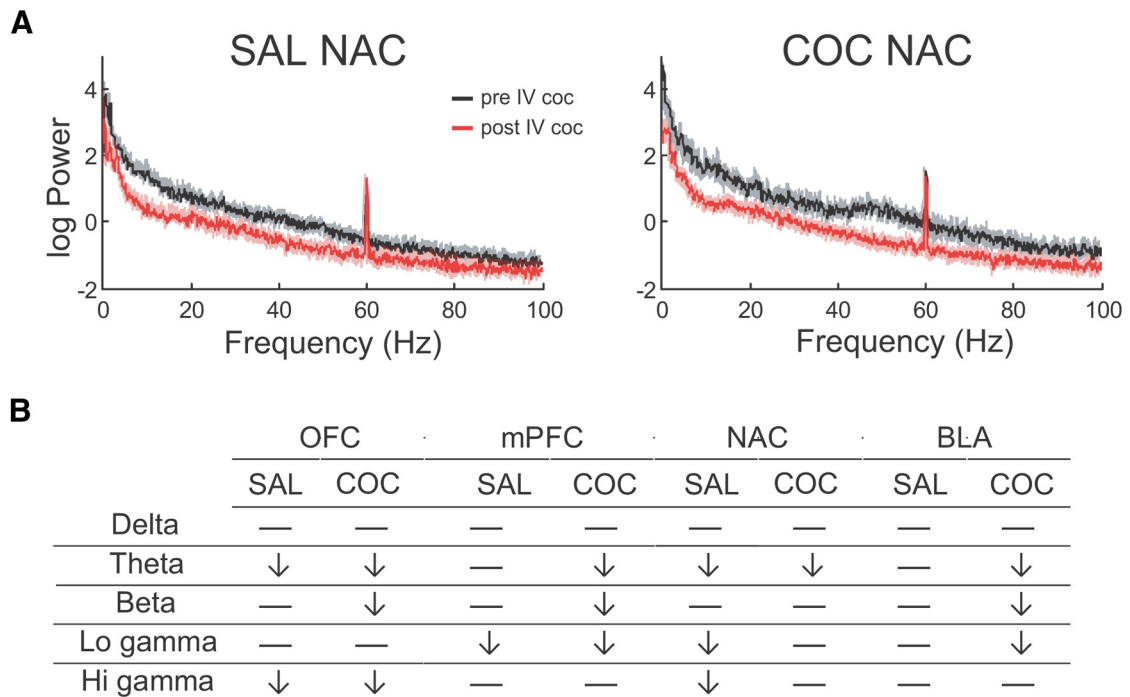 A
SAL NAC
COC NAC
pre IV coc
post IV coc
log Power
4
2
0
-2
0 20 40 60 80 100
Frequency (Hz)
4
2
0
-2
0 20 40 60 80 100
Frequency (Hz)
B
OFC mPFC NAC BLA
SAL COC SAL COC SAL COC SAL COC
Delta — — — — — — — —
Theta ↓ ↓ — ↓ ↓ ↓ — ↓
Beta — ↓ — ↓ — — — ↓
Lo gamma — — ↓ ↓ ↓ — — ↓
Hi gamma ↓ ↓ — — ↓ — — —